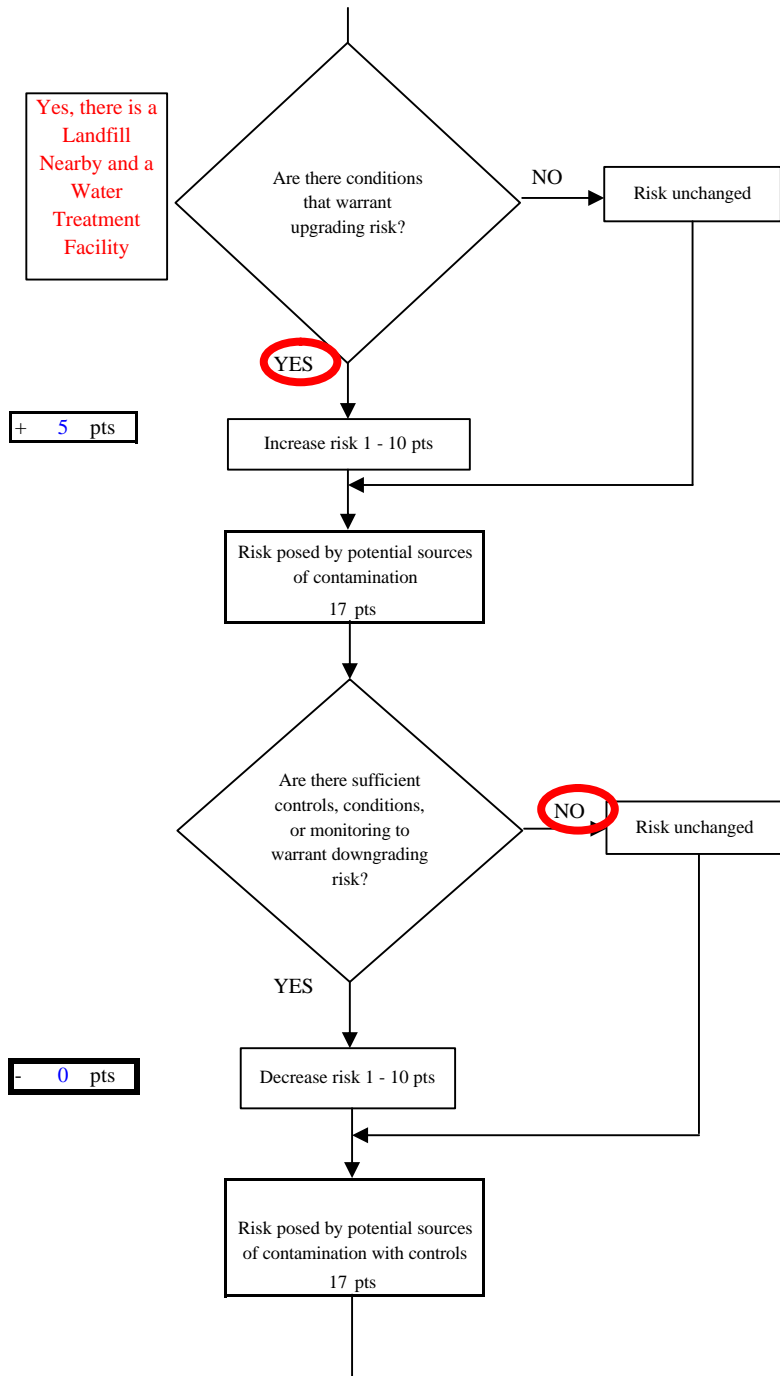 Yes, there is a
Landfill
Nearby and a
Water
Treatment
Facility
Are there conditions
that warrant
upgrading risk?
NO
Risk unchanged
YES
+ 5 pts
Increase risk 1 - 10 pts
Risk posed by potential sources
of contamination
17 pts
Are there sufficient
controls, conditions,
or monitoring to
warrant downgrading
risk?
NO
Risk unchanged
YES
- 0 pts
Decrease risk 1 - 10 pts
Risk posed by potential sources
of contamination with controls
17 pts